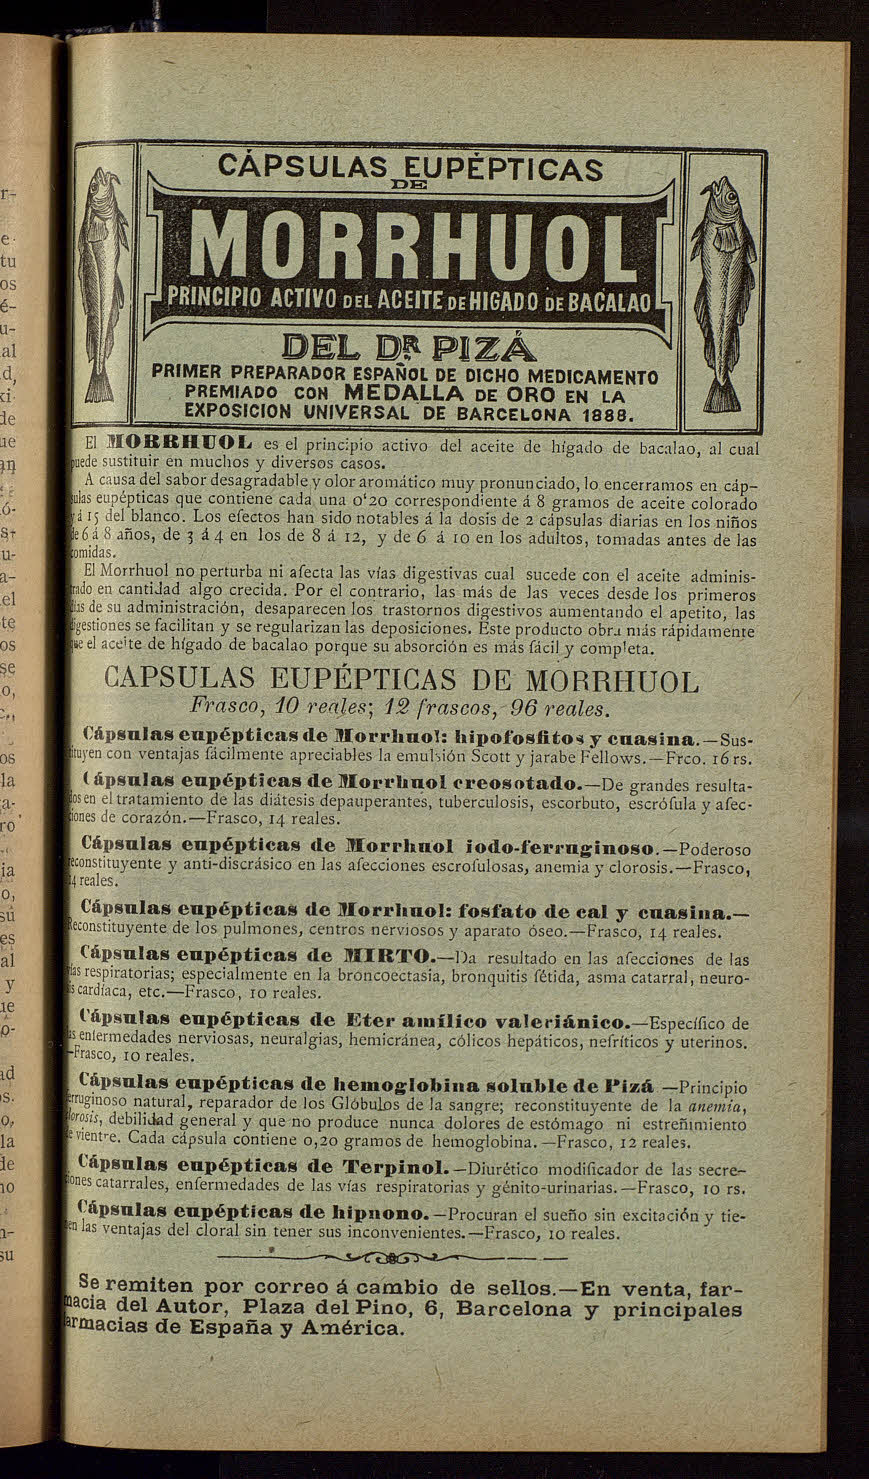 CÁPSULAS EUPÉPTICAS
DE
MORRHUOL
PRINCIPIO ACTIVO DEL ACEITE DE HIGADO DE BACALAO
DEL DR. PIZÁ
PRIMER PREPARADOR ESPAÑOL DE DICHO MEDICAMENTO
PREMIADO CON MEDALLA DE ORO EN LA
EXPOSICION UNIVERSAL DE BARCELONA 1888.
El MORRHUOL es el principio activo del aceite de hígado de bacalao, al cual
puede sustituir en muchos y diversos casos.
A causa del sabor desagradable y olor aromático muy pronunciado, lo encerramos en cáp-
sulas eupépticas que contiene cada una 0'20 correspondiente á 8 gramos de aceite colorado
y á 15 del blanco. Los efectos han sido notables á la dosis de 2 cápsulas diarias en los niños
de 6 á 8 años, de 3 á 4 en los de 8 á 12, y de 6 á 10 en los adultos, tomadas antes de las
comidas.
El Morrhuol no perturba ni afecta las vías digestivas cual sucede con el aceite adminis-
trado en cantidad algo crecida. Por el contrario, las más de las veces desde los primeros
días de su administración, desaparecen los trastornos digestivos aumentando el apetito, las
digestiones se facilitan y se regularizan las deposiciones. Este producto obra más rápidamente
que el aceite de hígado de bacalao porque su absorción es más fácil y completa.
CAPSULAS EUPÉPTICAS DE MORRHUOL
Frasco, 10 reales; 12 frascos, 96 reales.
Cápsulas eupépticas de Morrhuol: hipofosfitos y cuasina.—Sus-
tituyen con ventajas fácilmente apreciables la emulsión Scott y jarabe Fellows.—Frco. 16 rs.
Cápsulas eupépticas de Morrhuol creosotado.—De grandes resulta-
dos en el tratamiento de las diátesis depauperantes, tuberculosis, escorbuto, escrófula y afec-
ciones de corazón.—Frasco, 14 reales.
Cápsulas eupépticas de Morrhuol iodo-ferruginoso.—Poderoso
reconstituyente y anti-discrásico en las afecciones escrofulosas, anemia y clorosis.—Frasco,
14 reales.
Cápsulas eupépticas de Morrhuol: fosfato de cal y cuasina.—
Reconstituyente de los pulmones, centros nerviosos y aparato óseo.—Frasco, 14 reales.
Cápsulas eupépticas de MIRTO.—Da resultado en las afecciones de las
vías respiratorias; especialmente en la broncoectasia, bronquitis fétida, asma catarral, neuro-
sis cardíaca, etc.—Frasco, 10 reales.
Cápsulas eupépticas de Eter amílico valeriánico.—Específico de
las enfermedades nerviosas, neuralgias, hemicránea, cólicos hepáticos, nefríticos y uterinos.
—Frasco, 10 reales.
Cápsulas eupépticas de hemoglobina soluble de Pizá —Principio
ferruginoso natural, reparador de los Glóbulos de la sangre; reconstituyente de la anemia,
clorosis, debilidad general y que no produce nunca dolores de estómago ni estreñimiento
de vientre. Cada cápsula contiene 0,20 gramos de hemoglobina.—Frasco, 12 reales.
Cápsulas eupépticas de Terpinol.—Diurético modificador de las secre-
ciones catarrales, enfermedades de las vías respiratorias y génito-urinarias.—Frasco, 10 rs.
Cápsulas eupépticas de hipnono.—Procuran el sueño sin excitación y tie-
nen las ventajas del cloral sin tener sus inconvenientes.—Frasco, 10 reales.
Se remiten por correo á cambio de sellos.—En venta, far-
macia del Autor, Plaza del Pino, 6, Barcelona y principales
farmacias de España y América.